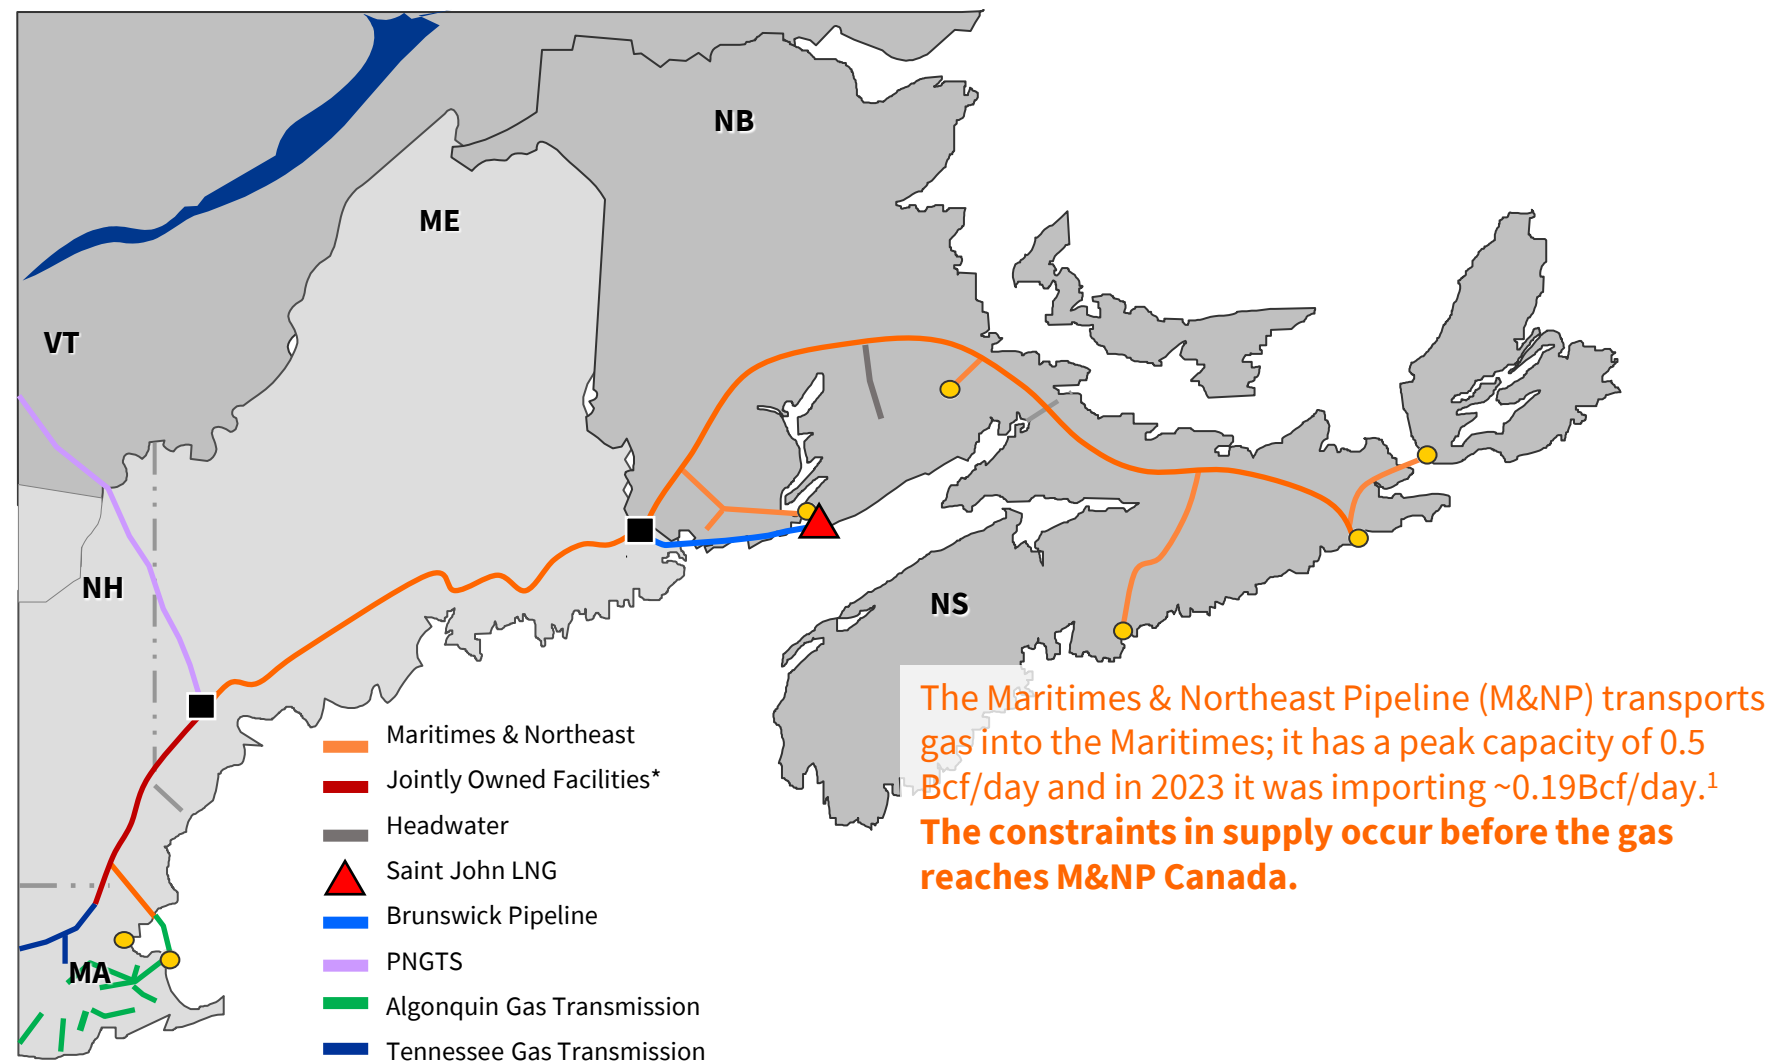 NB
ME
VT
NH
NS
MA
Maritimes & Northeast
Jointly Owned Facilities*
Headwater
Saint John LNG
Brunswick Pipeline
PNGTS
Algonquin Gas Transmission
Tennessee Gas Transmission
The Maritimes & Northeast Pipeline (M&NP) transports
gas into the Maritimes; it has a peak capacity of 0.5
Bcf/day and in 2023 it was importing ~0.19Bcf/day.¹
The constraints in supply occur before the gas
reaches M&NP Canada.